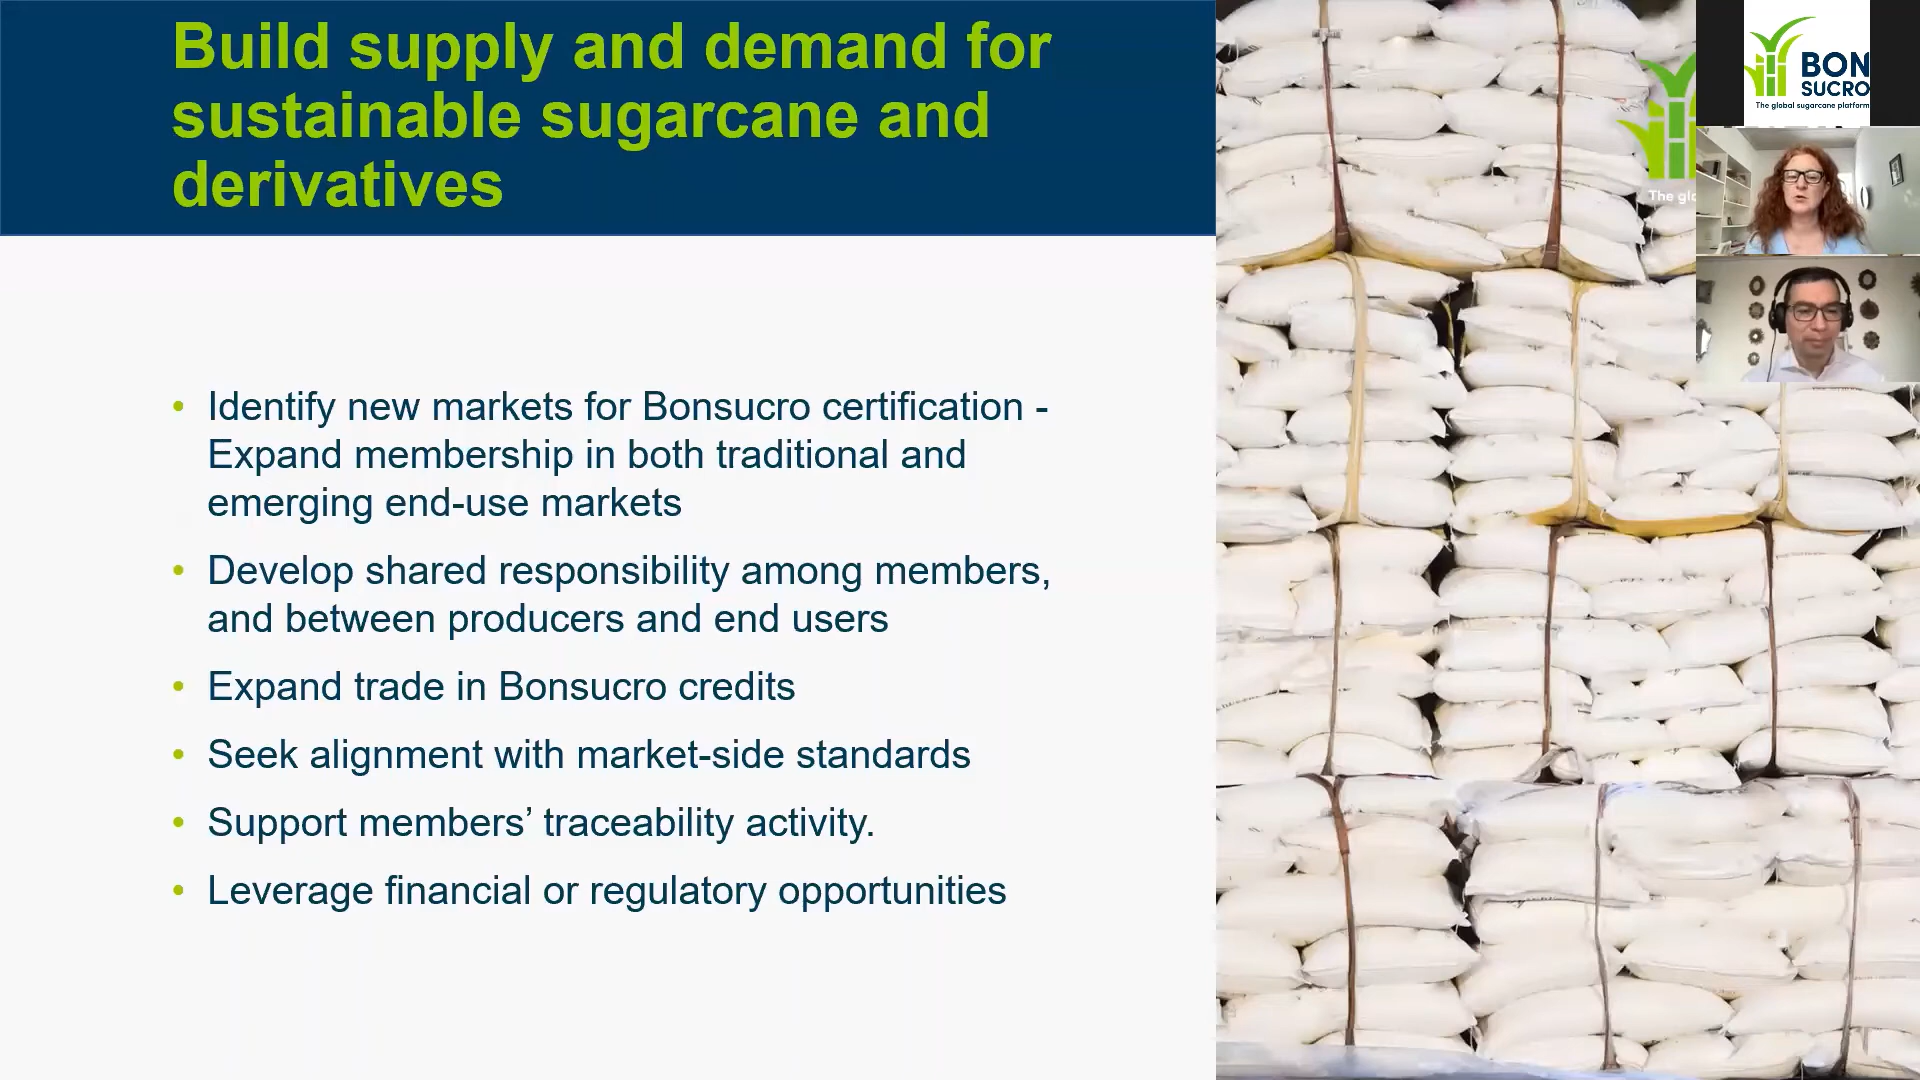 Build supply and demand for
sustainable sugarcane and
derivatives
• Identify new markets for Bonsucro certification -
Expand membership in both traditional and
emerging end-use markets
• Develop shared responsibility among members,
and between producers and end users
• Expand trade in Bonsucro credits
• Seek alignment with market-side standards
• Support members’ traceability activity.
• Leverage financial or regulatory opportunities
The glo
BON
SUCRO
The global sugarcane platform